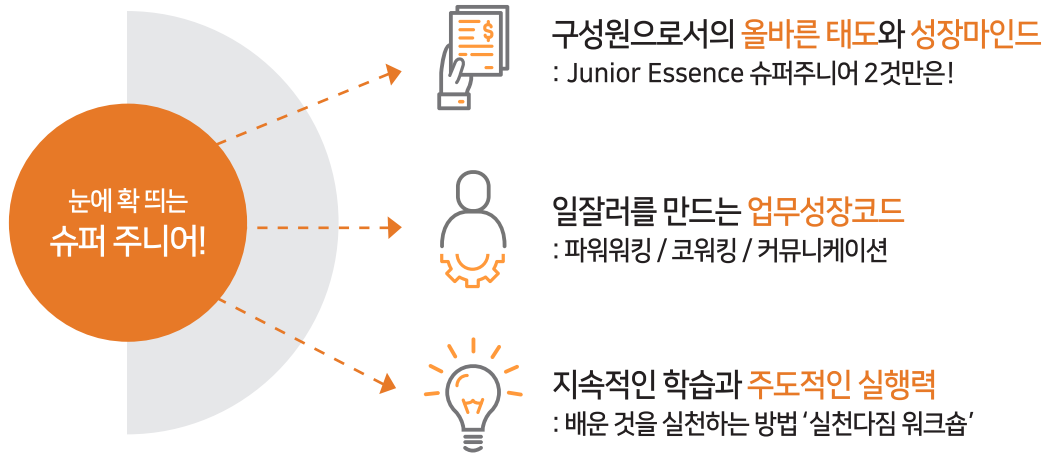 눈에 확 띄는
슈퍼 주니어!
구성원으로서의 올바른 태도와 성장마인드
: Junior Essence 슈퍼주니어 2것만은!
일잘러를 만드는 업무성장코드
: 파워워킹 / 코워킹 / 커뮤니케이션
지속적인 학습과 주도적인 실행력
: 배운 것을 실천하는 방법 ‘실천다짐 워크숍’